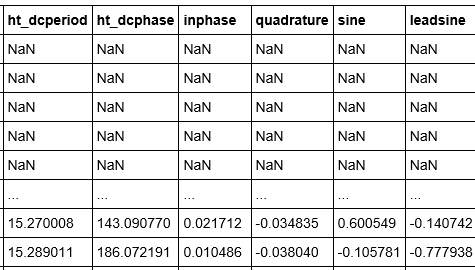 ht_dcperiod ht_dcphase inphase quadrature sine leadsine
NaN NaN NaN NaN NaN NaN
NaN NaN NaN NaN NaN NaN
NaN NaN NaN NaN NaN NaN
NaN NaN NaN NaN NaN NaN
NaN NaN NaN NaN NaN NaN
... ... ... ... ... ...
15.270008 143.090770 0.021712 -0.034835 0.600549 -0.140742
15.289011 186.072191 0.010486 -0.038040 -0.105781 -0.777938